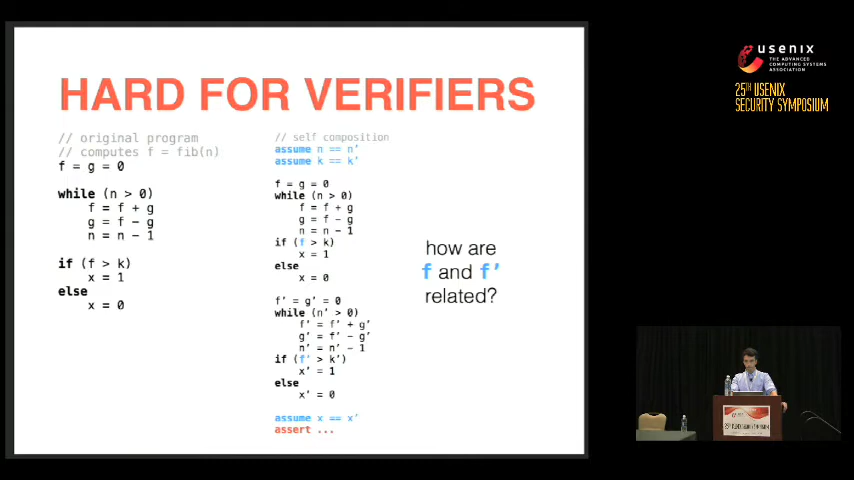 HARD FOR VERIFIERS
// original program
// computes f = fib(n)
f = g = 0
while (n > 0)
f = f + g
g = f - g
n = n - 1
if (f > k)
x = 1
else
x = 0
// self composition
assume n == n’
assume k == k’
f = g = 0
while (n > 0)
f = f + g
g = f - g
n = n - 1
if (f > k)
x = 1
else
x = 0
f’ = g’ = 0
while (n’ > 0)
f’ = f’ + g’
g’ = f’ - g’
n’ = n’ - 1
if (f’ > k’)
x’ = 1
else
x’ = 0
assume x == x’
assert ...
how are
f and f’
related?
usenix
THE ADVANCED
COMPUTING SYSTEMS
ASSOCIATION
25TH USENIX
SECURITY SYMPOSIUM